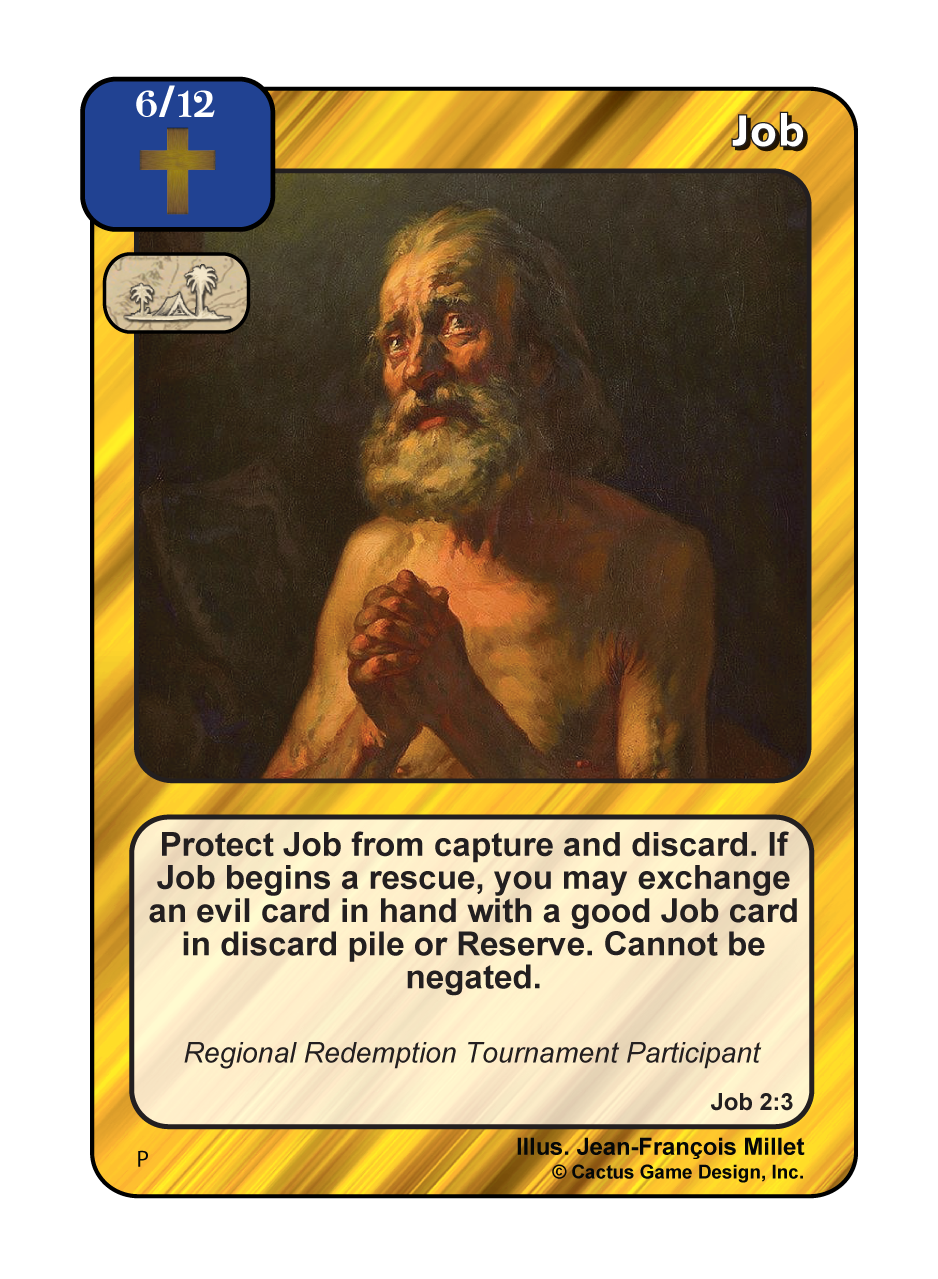 6/12
Job
Protect Job from capture and discard. If
Job begins a rescue, you may exchange
an evil card in hand with a good Job card
in discard pile or Reserve. Cannot be
negated.
Regional Redemption Tournament Participant
Job 2:3
P
Illus. Jean-François Millet
© Cactus Game Design, Inc.